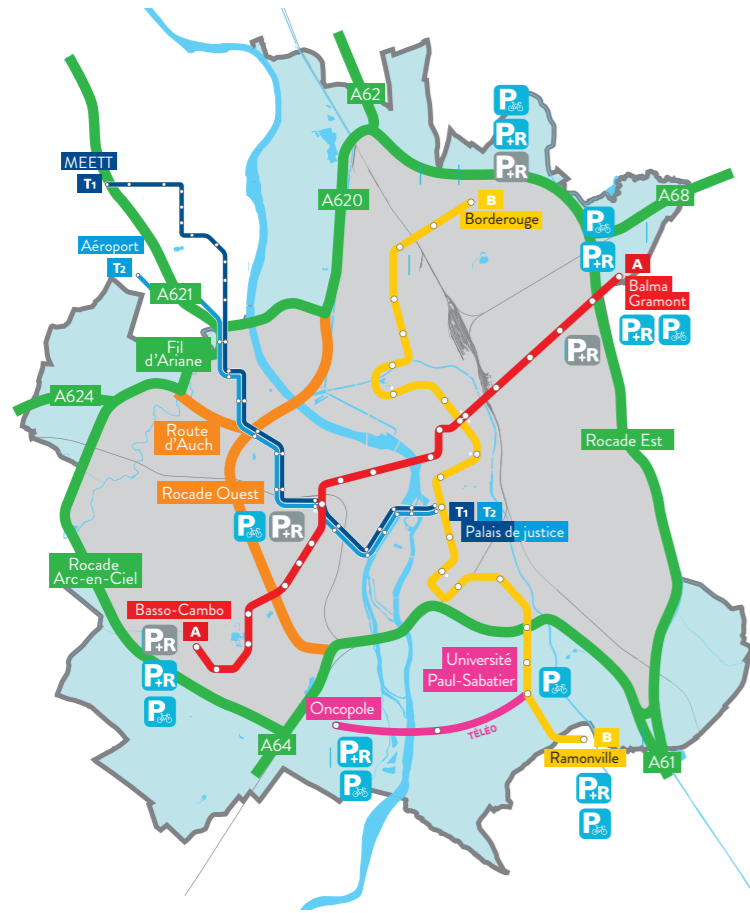 A62
P
P+R
P+R
MEETT
T1
A620
A68
B
Borderouge
P
P+R
Aéroport
T2
A621
A
Balma
Gramont
P+R
P
P+R
Fil
d'Ariane
A624
Route
d'Auch
Rocade Est
Rocade Ouest
P
P+R
T1
T2
Palais de justice
Rocade
Arc-en-Ciel
Basso-Cambo
A
P+R
P+R
P
Université
Paul-Sabatier
P
Oncopole
TÉLÉO
A64
P+R
P
B
Ramonville
A61
P+R
P